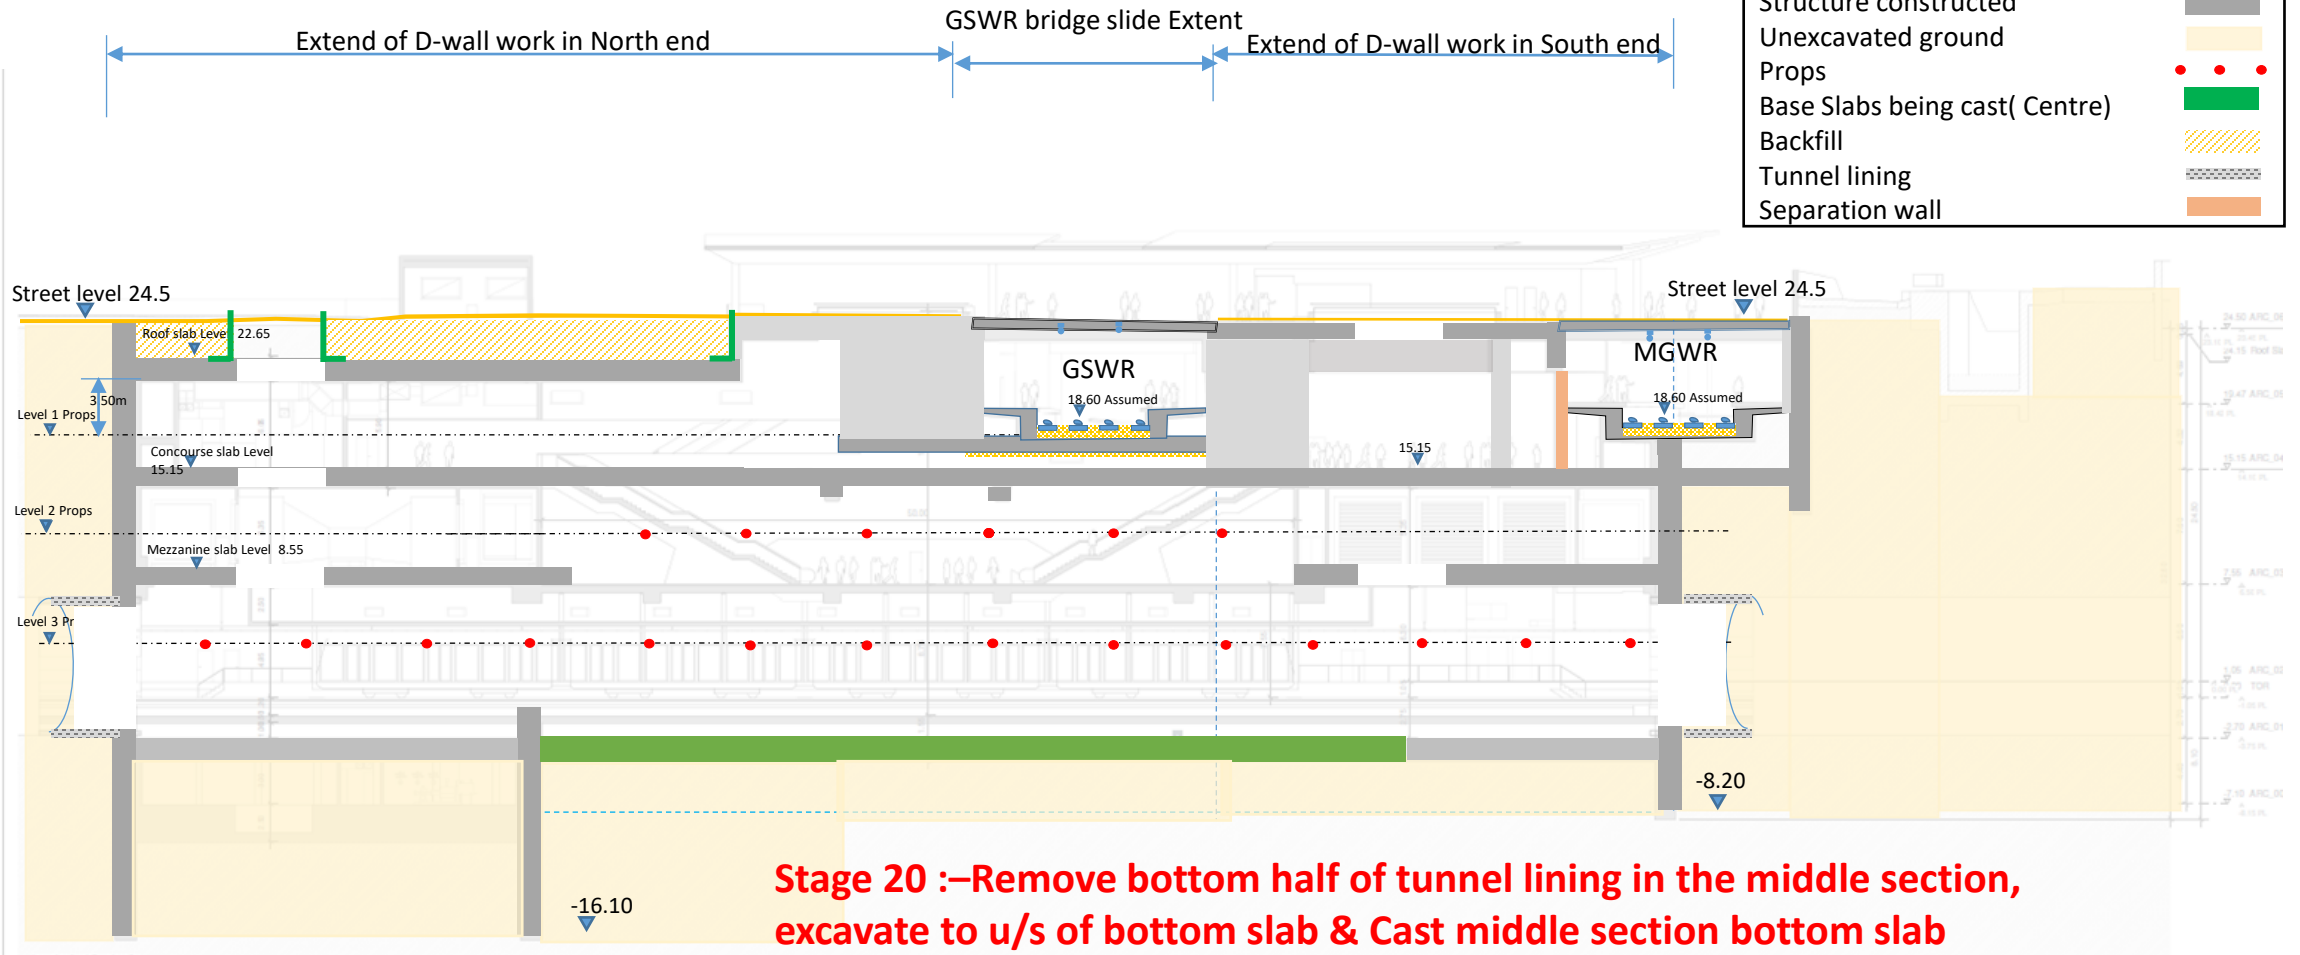 GSWR bridge slide Extent
Extend of D-wall work in North end
Extend of D-wall work in South end
Structure constructed
Unexcavated ground
Props
Base Slabs being cast( Centre)
Backfill
Tunnel lining
Separation wall
Street level 24.5
Street level 24.5
Roof slab Level 22.65
GSWR
MGWR
3.50m
18.60 Assumed
18.60 Assumed
Level 1 Props
Concourse slab Level
15.15
15.15
Level 2 Props
Mezzanine slab Level 8.55
Level 3 Pr
-8.20
-16.10
Stage 20 :–Remove bottom half of tunnel lining in the middle section,
excavate to u/s of bottom slab & Cast middle section bottom slab